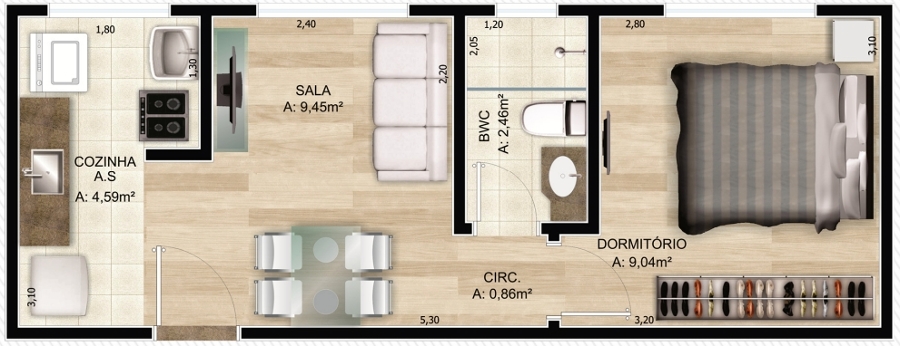 1,80
2,40
1,20
2,80
2,05
3,10
1,30
2,20
SALA
A: 9,45m²
BWC
A: 2,46m²
COZINHA
A.S
A: 4,59m²
DORMITÓRIO
A: 9,04m²
CIRC.
A: 0,86m²
3,10
5,30
3,20